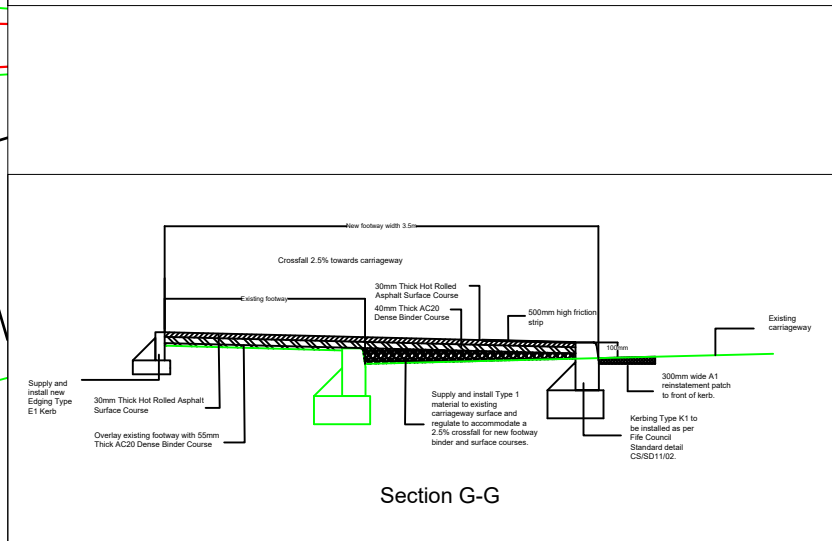 New footway width 3.5m
Crossfall 2.5% towards carriageway
30mm Thick Hot Rolled
Asphalt Surface Course
Existing footway
40mm Thick AC20
Dense Binder Course
500mm high friction
strip
Existing
carriageway
100mm
Supply and
install new
Edging Type
E1 Kerb
30mm Thick Hot Rolled Asphalt
Surface Course
Overlay existing footway with 55mm
Thick AC20 Dense Binder Course
Supply and install Type 1
material to existing
carriageway surface and
regulate to accommodate a
2.5% crossfall for new footway
binder and surface courses.
300mm wide A1
reinstatement patch
to front of kerb.
Kerbing Type K1 to
be installed as per
Fife Council
Standard detail
CS/SD11/02.
Section G-G